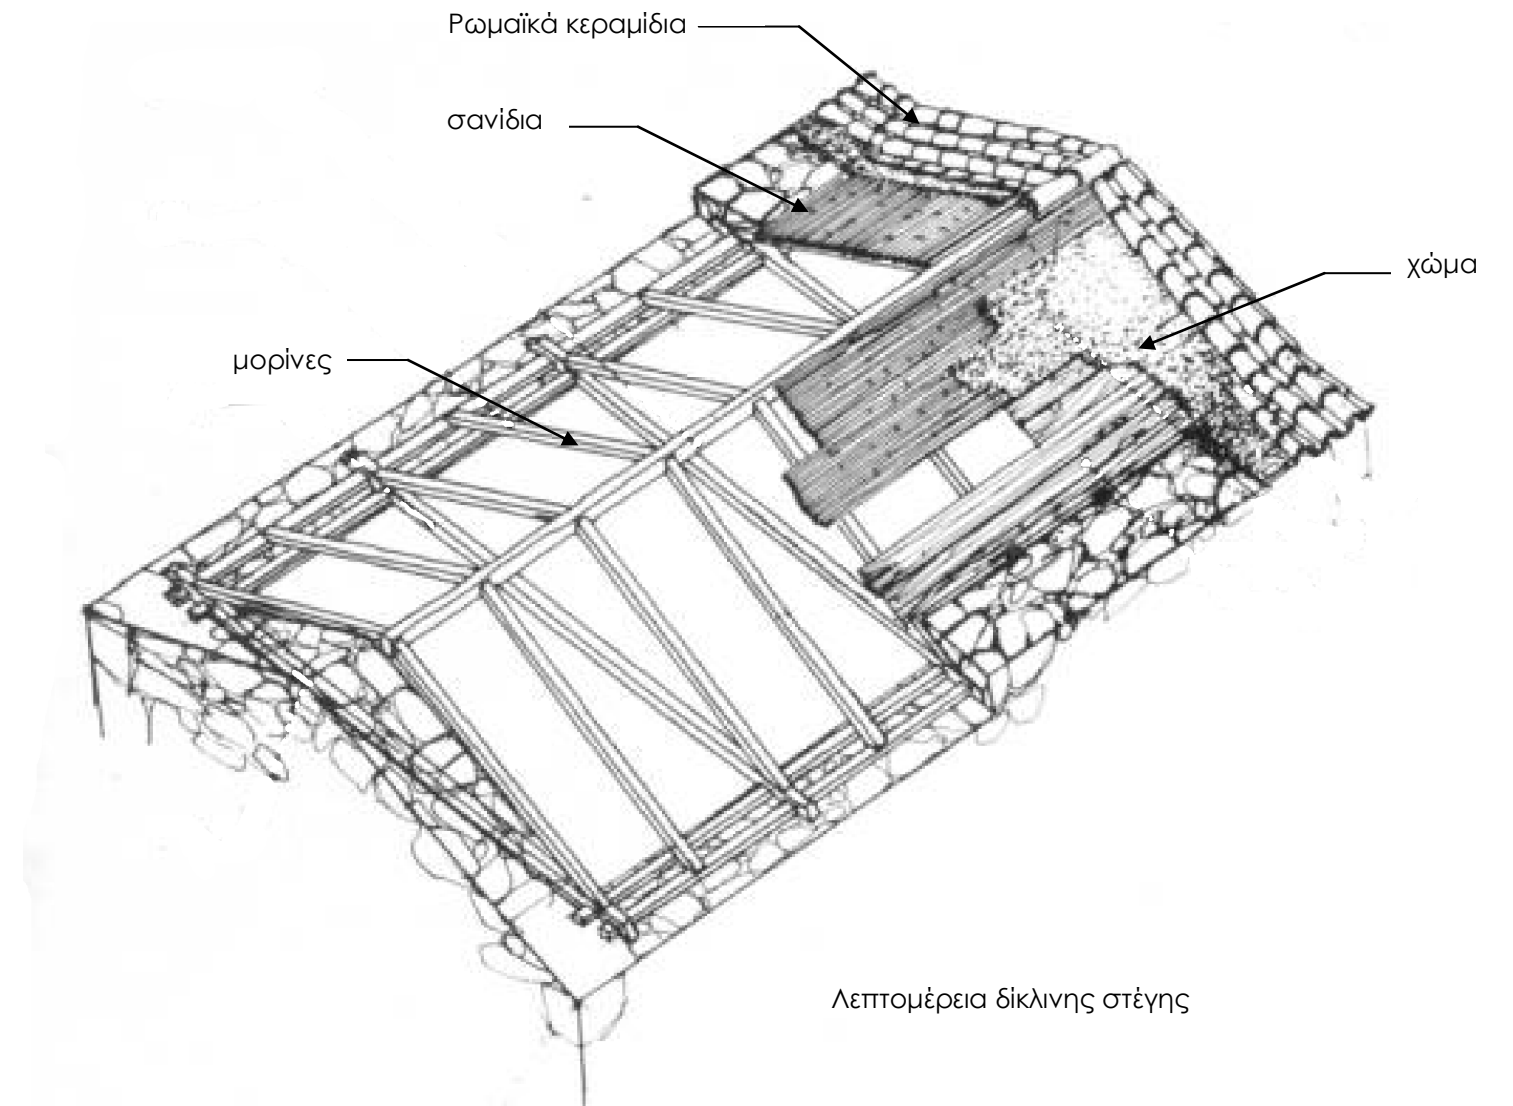 Ρωμαϊκά κεραμίδια
σανίδια
χώμα
μορίνες
Λεπτομέρεια δίκλινης στέγης